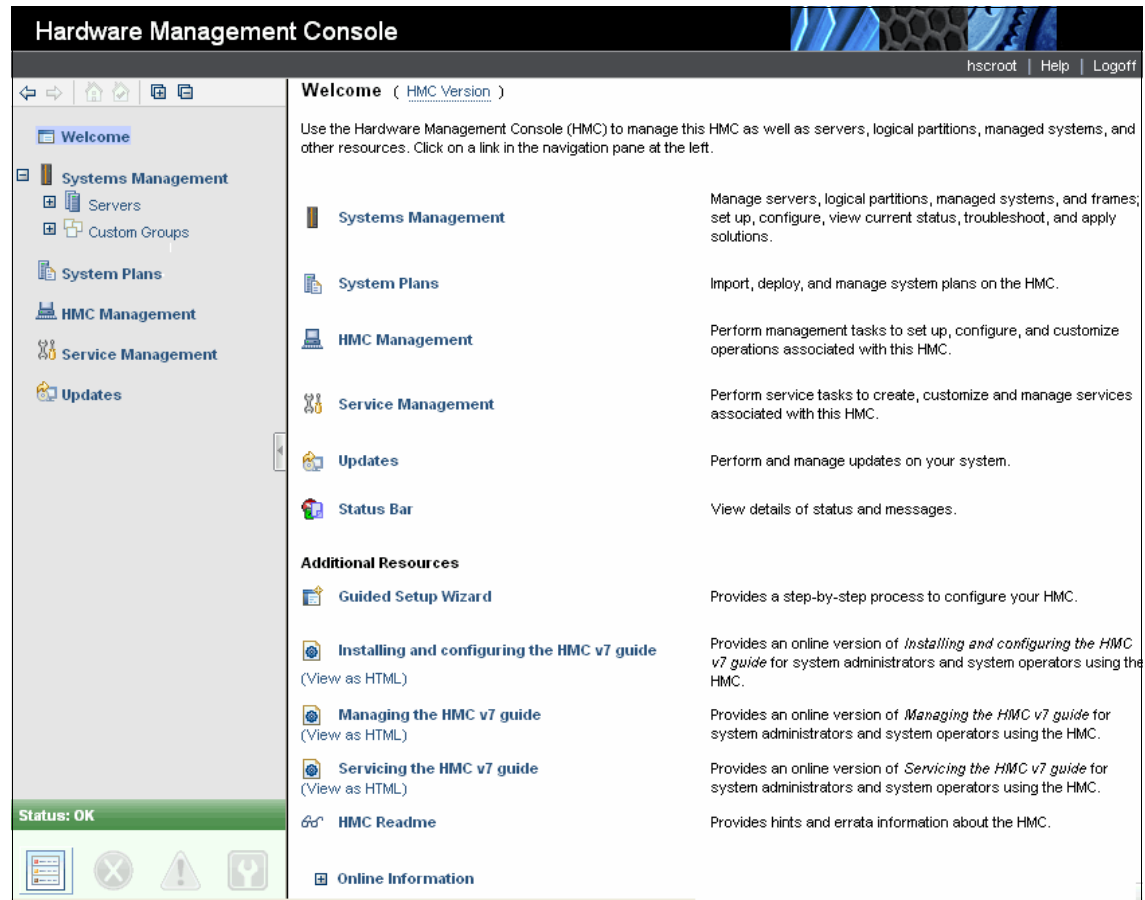 Hardware Management Console
hscroot | Help | Logoff
Welcome
Systems Management
Servers
Custom Groups
System Plans
HMC Management
Service Management
Updates
Status: OK
Welcome ( HMC Version )
Use the Hardware Management Console (HMC) to manage this HMC as well as servers, logical partitions, managed systems, and
other resources. Click on a link in the navigation pane at the left.
Systems Management
Manage servers, logical partitions, managed systems, and frames;
set up, configure, view current status, troubleshoot, and apply
solutions.
System Plans
Import, deploy, and manage system plans on the HMC.
HMC Management
Perform management tasks to set up, configure, and customize
operations associated with this HMC.
Service Management
Perform service tasks to create, customize and manage services
associated with this HMC.
Updates
Perform and manage updates on your system.
Status Bar
View details of status and messages.
Additional Resources
Guided Setup Wizard
Provides a step-by-step process to configure your HMC.
Installing and configuring the HMC v7 guide
(View as HTML)
Provides an online version of Installing and configuring the HMC
v7 guide for system administrators and system operators using the
HMC.
Managing the HMC v7 guide
(View as HTML)
Provides an online version of Managing the HMC v7 guide for
system administrators and system operators using the HMC.
Servicing the HMC v7 guide
(View as HTML)
Provides an online version of Servicing the HMC v7 guide for
system administrators and system operators using the HMC.
HMC Readme
Provides hints and errata information about the HMC.
Online Information